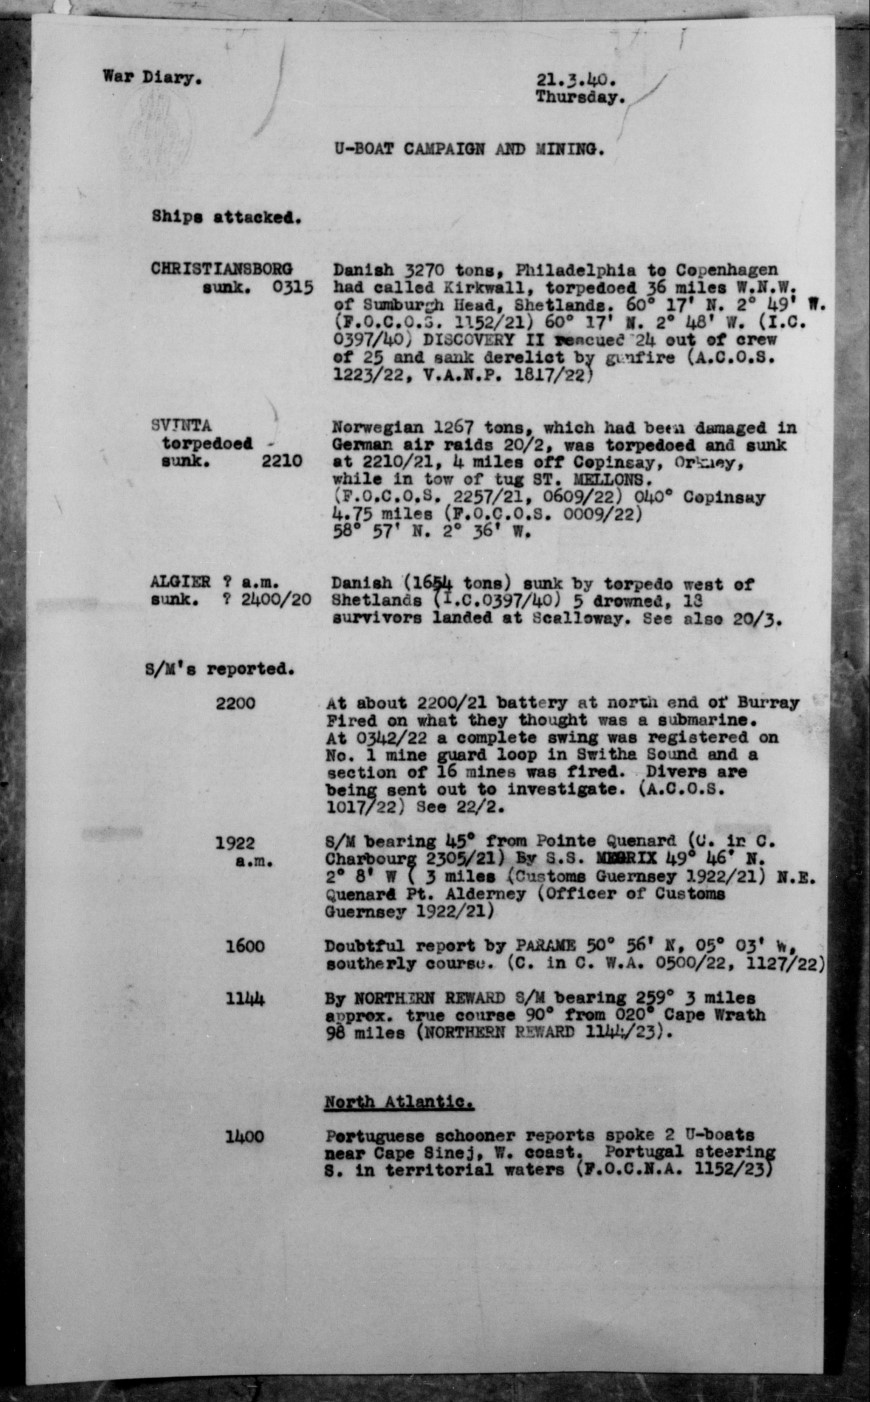 War Diary.
21.3.40.
Thursday.
U-BOAT CAMPAIGN AND MINING.
Ships attacked.
CHRISTIANSBORG
sunk. 0315
Danish 3270 tons, Philadelphia to Copenhagen
had called Kirkwall, torpedoed 36 miles W.N.W.
of Sumburgh Head, Shetlands. 60° 17' N. 2° 49' W.
(F.O.C.O.S. 1152/21) 60° 17' N. 2° 48' W. (I.C.
0397/40) DISCOVERY II rescued 24 out of crew
of 25 and sank derelict by gunfire (A.C.O.S.
1223/22, V.A.N.P. 1817/22)
SVINTA
torpedoed -
sunk. 2210
Norwegian 1267 tons, which had been damaged in
German air raids 20/2, was torpedoed and sunk
at 2210/21, 4 miles off Copinsay, Orkney,
while in tow of tug ST. MELLONS.
(F.O.C.O.S. 2257/21, 0609/22) 040° Copinsay
4.75 miles (F.O.C.O.S. 0009/22)
58° 57' N. 2° 36' W.
ALGIER ? a.m.
sunk. ? 2400/20
Danish (1654 tons) sunk by torpedo west of
Shetlands (I.C.0397/40) 5 drowned, 13
survivors landed at Scalloway. See also 20/3.
S/M's reported.
2200
At about 2200/21 battery at north end of Burray
Fired on what they thought was a submarine.
At 0342/22 a complete swing was registered on
No. 1 mine guard loop in Switha Sound and a
section of 16 mines was fired. Divers are
being sent out to investigate. (A.C.O.S.
1017/22) See 22/2.
1922
a.m.
S/M bearing 45° from Pointe Quenard (C. in C.
Charbourg 2305/21) By S.S. 49° 46' N.
2° 8' W ( 3 miles (Customs Guernsey 1922/21) N.E.
Quenard Pt. Alderney (Officer of Customs
Guernsey 1922/21)
1600
Doubtful report by PARAME 50° 56' N, 05° 03' W,
southerly course. (C. in C. W.A. 0500/22, 1127/22)
1144
By NORTHERN REWARD S/M bearing 259° 3 miles
approx. true course 90° from 020° Cape Wrath
98 miles (NORTHERN REWARD 1144/23).
North Atlantic.
1400
Portuguese schooner reports spoke 2 U-boats
near Cape Sinej, W. coast. Portugal steering
S. in territorial waters (F.O.C.N.A. 1152/23)